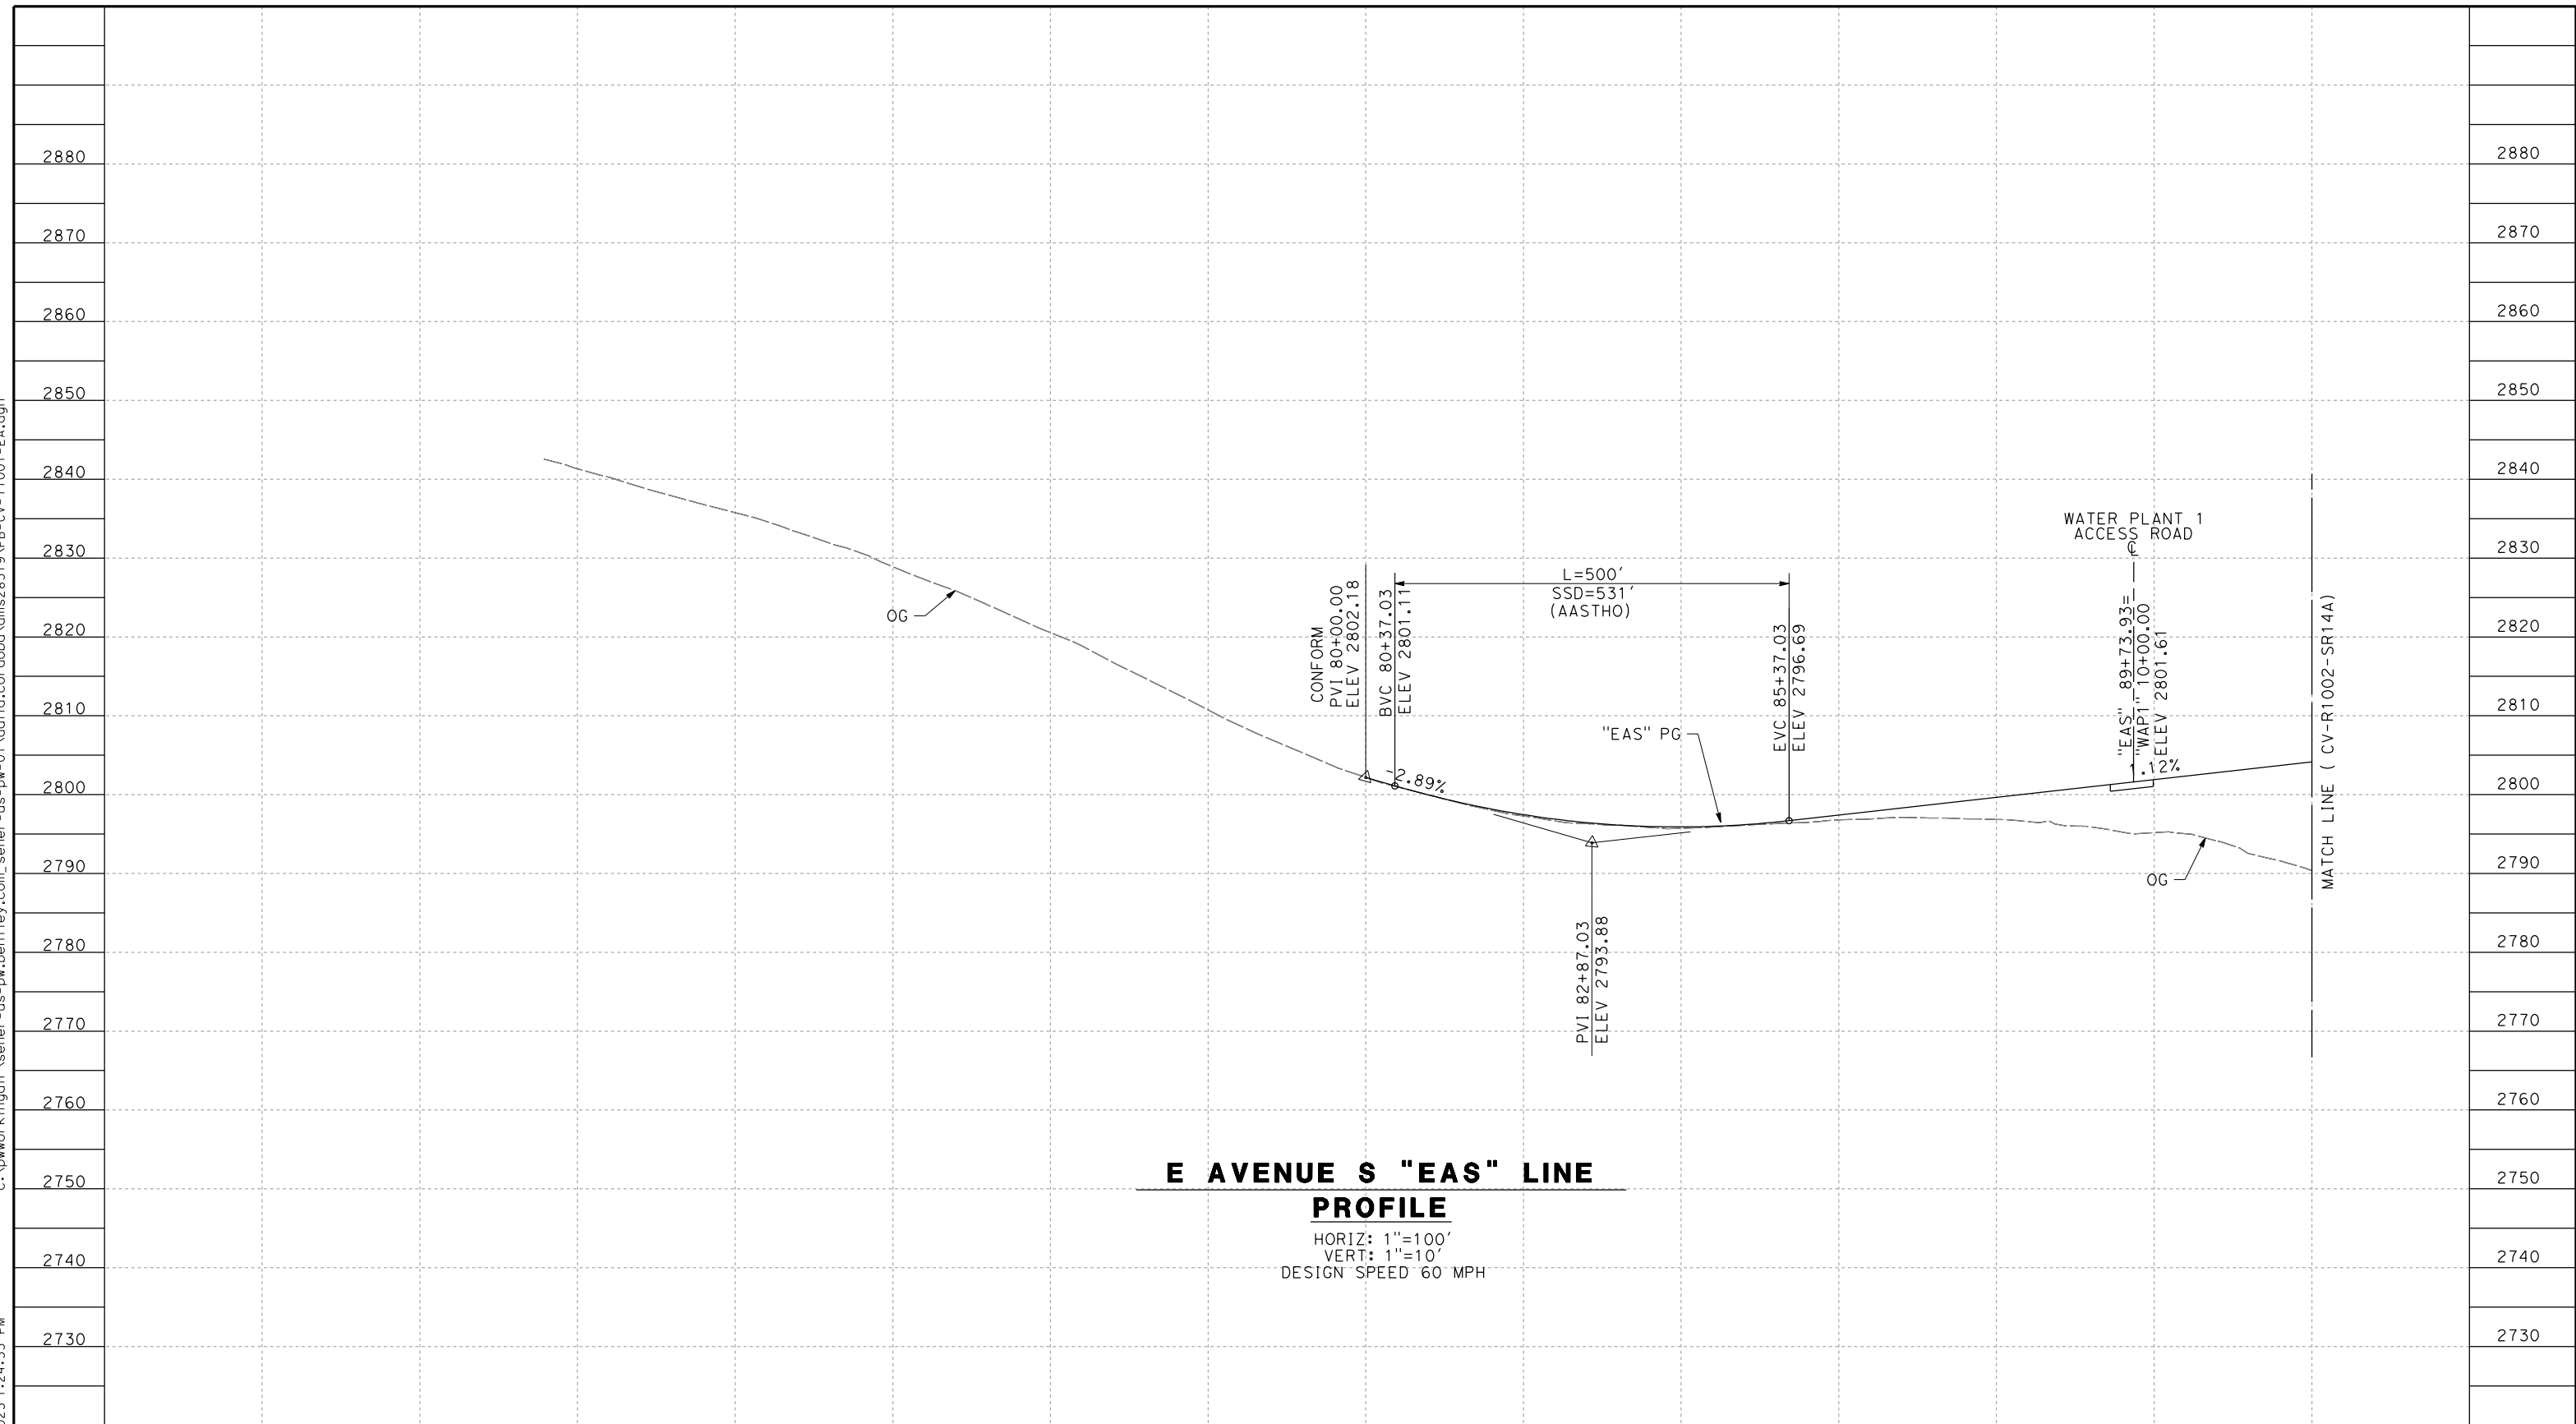 2880
2870
2860
2850
2840
2830
2820
2810
2800
2790
2780
2770
2760
2750
2740
2730
OG
CONFORM
PVI 80+00.00
ELEV 2802.18
BVC 80+37.03
ELEV 2801.11
-2.89%
L=500'
SSD=531'
(AASTHO)
"EAS" PG
PVI 82+87.03
ELEV 2793.88
EVC 85+37.03
ELEV 2796.69
WATER PLANT 1
ACCESS ROAD
℄
"EAS" 89+73.93=
"WAP1" 10+00.00
ELEV 2801.61
1.12%
OG
MATCH LINE ( CV-R1002-SR14A)
2880
2870
2860
2850
2840
2830
2820
2810
2800
2790
2780
2770
2760
2750
2740
2730
E AVENUE S "EAS" LINE
PROFILE
HORIZ: 1"=100'
VERT: 1"=10'
DESIGN SPEED 60 MPH